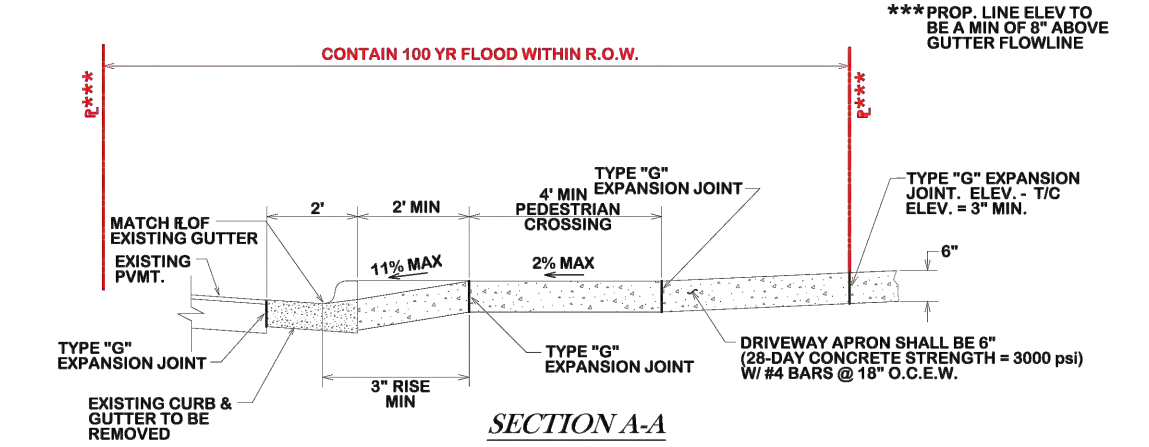 ***PROP. LINE ELEV TO
BE A MIN OF 8" ABOVE
GUTTER FLOWLINE
CONTAIN 100 YR FLOOD WITHIN R.O.W.
PL***
PL***
TYPE "G"
EXPANSION JOINT
TYPE "G" EXPANSION
JOINT. ELEV. - T/C
ELEV. = 3" MIN.
2'
2' MIN
4' MIN
PEDESTRIAN
CROSSING
MATCH FL OF
EXISTING GUTTER
EXISTING
PVMT.
11% MAX
2% MAX
6"
TYPE "G"
EXPANSION JOINT
TYPE "G"
EXPANSION JOINT
DRIVEWAY APRON SHALL BE 6"
(28-DAY CONCRETE STRENGTH = 3000 psi)
W/ #4 BARS @ 18" O.C.E.W.
3" RISE
MIN
EXISTING CURB &
GUTTER TO BE
REMOVED
SECTION A-A